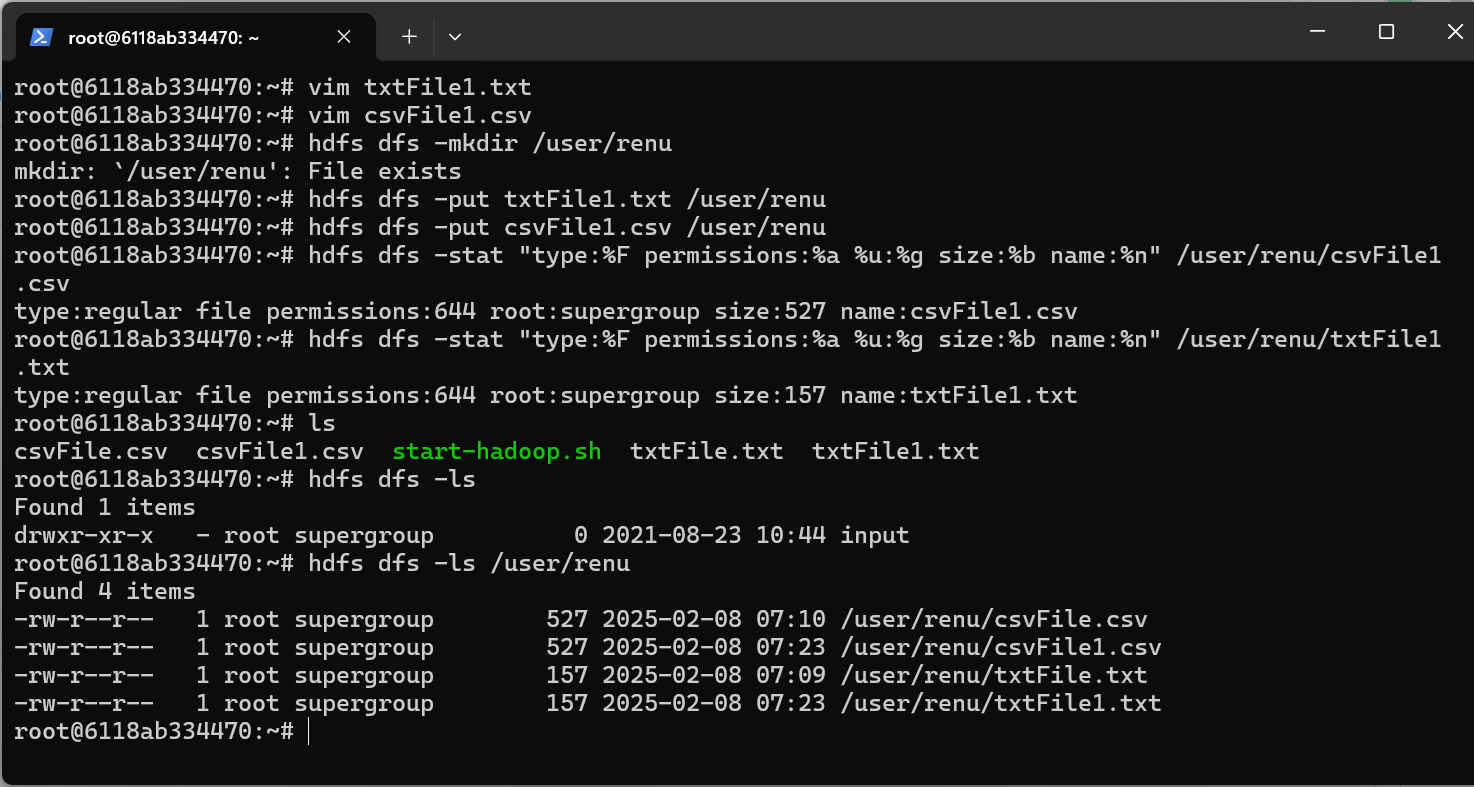 root@6118ab334470: ~
root@6118ab334470:~# vim txtFile1.txt
root@6118ab334470:~# vim csvFile1.csv
root@6118ab334470:~# hdfs dfs -mkdir /user/renu
mkdir: `/user/renu': File exists
root@6118ab334470:~# hdfs dfs -put txtFile1.txt /user/renu
root@6118ab334470:~# hdfs dfs -put csvFile1.csv /user/renu
root@6118ab334470:~# hdfs dfs -stat "type:%F permissions:%a %u:%g size:%b name:%n" /user/renu/csvFile1
.csv
type:regular file permissions:644 root:supergroup size:527 name:csvFile1.csv
root@6118ab334470:~# hdfs dfs -stat "type:%F permissions:%a %u:%g size:%b name:%n" /user/renu/txtFile1
.txt
type:regular file permissions:644 root:supergroup size:157 name:txtFile1.txt
root@6118ab334470:~# ls
csvFile.csv  csvFile1.csv  start-hadoop.sh  txtFile.txt  txtFile1.txt
root@6118ab334470:~# hdfs dfs -ls
Found 1 items
drwxr-xr-x   - root supergroup          0 2021-08-23 10:44 input
root@6118ab334470:~# hdfs dfs -ls /user/renu
Found 4 items
-rw-r--r--   1 root supergroup        527 2025-02-08 07:10 /user/renu/csvFile.csv
-rw-r--r--   1 root supergroup        527 2025-02-08 07:23 /user/renu/csvFile1.csv
-rw-r--r--   1 root supergroup        157 2025-02-08 07:09 /user/renu/txtFile.txt
-rw-r--r--   1 root supergroup        157 2025-02-08 07:23 /user/renu/txtFile1.txt
root@6118ab334470:~#